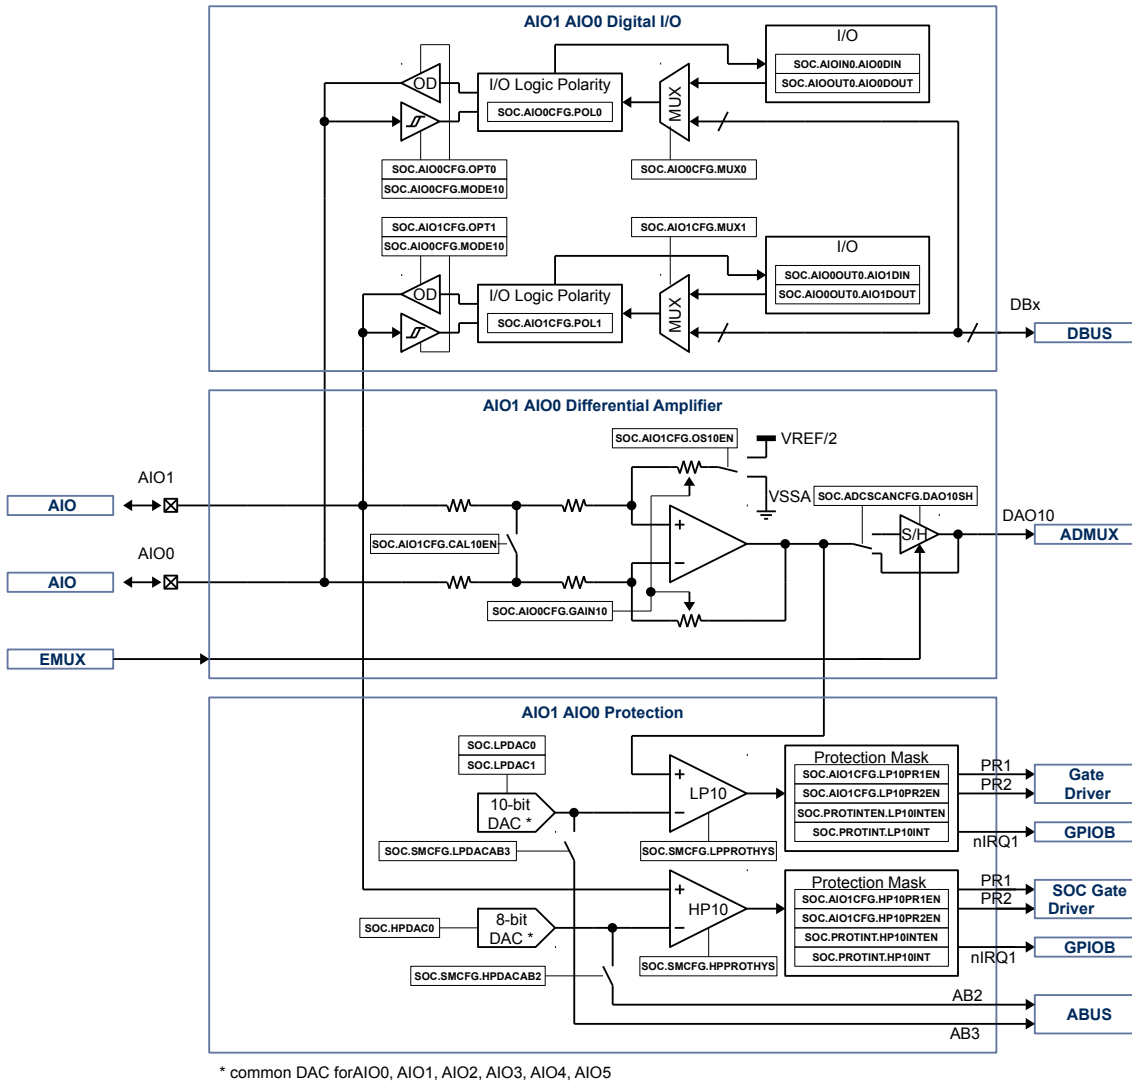 AIO1 AIO0 Digital I/O
I/O
SOC.AIOIN0.AIO0DIN
SOC.AIOOUT0.AIO0DOUT
OD
I/O Logic Polarity
SOC.AIO0CFG.POL0
MUX
SOC.AIO0CFG.OPT0
SOC.AIO0CFG.MODE10
SOC.AIO0CFG.MUX0
SOC.AIO1CFG.OPT1
SOC.AIO0CFG.MODE10
SOC.AIO1CFG.MUX1
I/O
SOC.AIO0OUT0.AIO1DIN
SOC.AIO0OUT0.AIO1DOUT
OD
I/O Logic Polarity
SOC.AIO1CFG.POL1
MUX
DBx
DBUS
AIO1 AIO0 Differential Amplifier
SOC.AIO1CFG.OS10EN
VREF/2
VSSA
SOC.ADCSCANCFG.DAO10SH
AIO1
AIO
+
S/H
DAO10
ADMUX
SOC.AIO1CFG.CAL10EN
AIO0
AIO
−
SOC.AIO0CFG.GAIN10
EMUX
AIO1 AIO0 Protection
SOC.LPDAC0
SOC.LPDAC1
10-bit
DAC *
+
LP10
−
Protection Mask
SOC.AIO1CFG.LP10PR1EN
SOC.AIO1CFG.LP10PR2EN
SOC.PROTINTEN.LP10INTEN
SOC.PROTINT.LP10INT
PR1
PR2
Gate
Driver
nIRQ1
GPIOB
SOC.SMCFG.LPDACAB3
SOC.SMCFG.LPPROTHYS
SOC.HPDAC0
8-bit
DAC *
+
HP10
−
Protection Mask
SOC.AIO1CFG.HP10PR1EN
SOC.AIO1CFG.HP10PR2EN
SOC.PROTINT.HP10INTEN
SOC.PROTINT.HP10INT
PR1
PR2
SOC Gate
Driver
nIRQ1
GPIOB
SOC.SMCFG.HPDACAB2
SOC.SMCFG.HPPROTHYS
AB2
AB3
ABUS
* common DAC forAIO0, AIO1, AIO2, AIO3, AIO4, AIO5